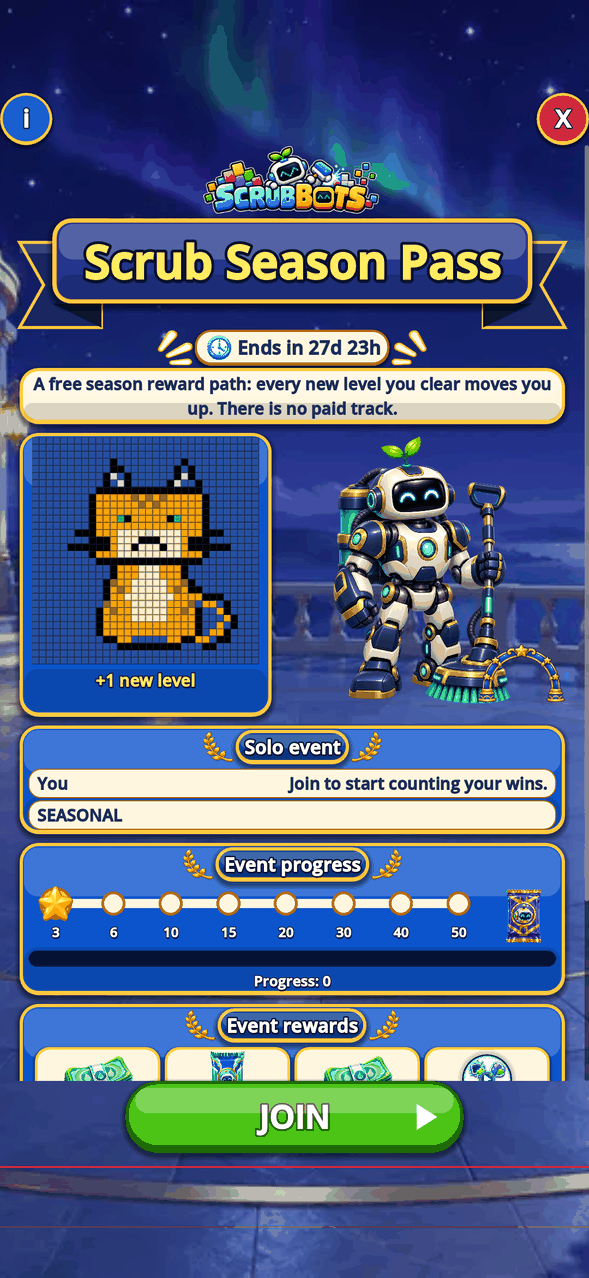 i
X
SCRUBBOTS
Scrub Season Pass
Ends in 27d 23h
A free season reward path: every new level you clear moves you
up. There is no paid track.
+1 new level
Solo event
You Join to start counting your wins.
SEASONAL
Event progress
3 6 10 15 20 30 40 50
Progress: 0
Event rewards
JOIN